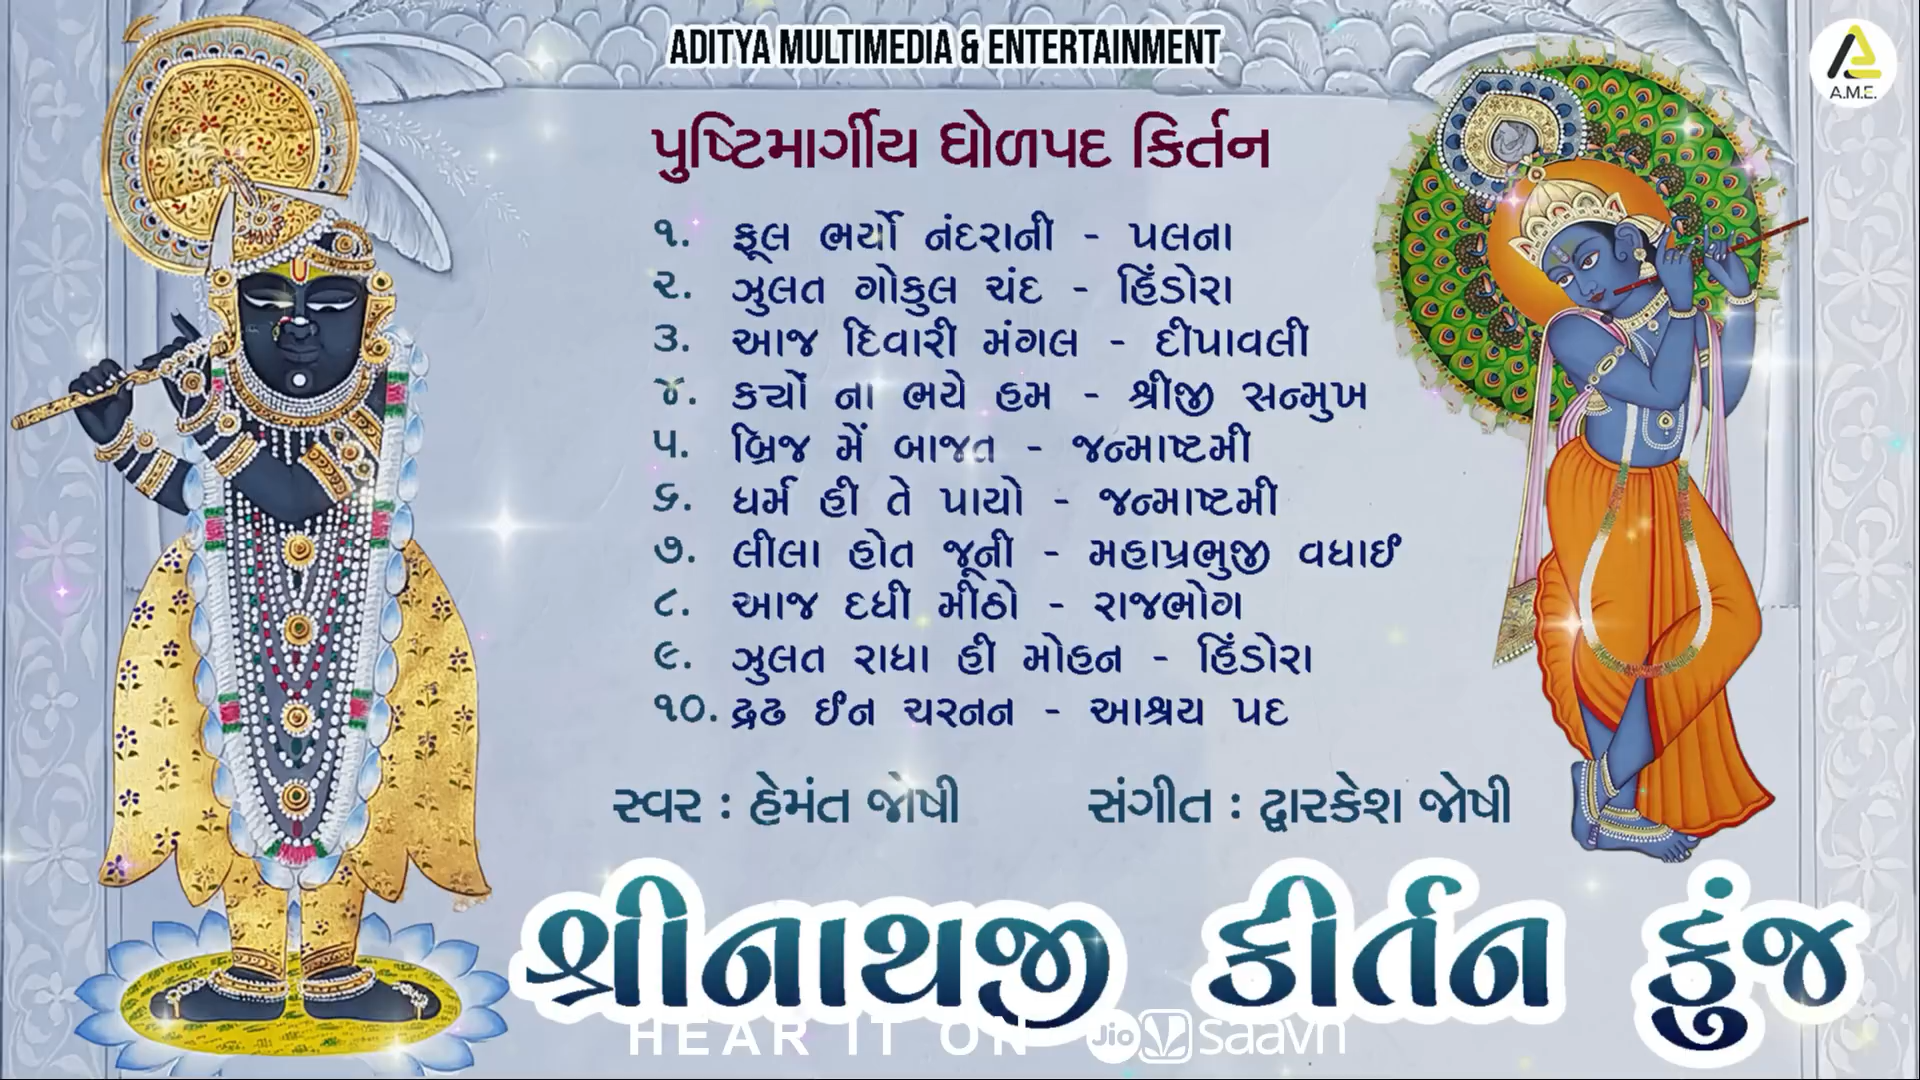 ADITYA MULTIMEDIA & ENTERTAINMENT
A.M.E.
પુષ્ટિમાર્ગીય ધોળપદ કિર્તન
૧. ફૂલ ભર્યો નંદરાની - પલના
૨. ઝુલત ગોકુલ ચંદ - હિંડોરા
૩. આજ દિવારી મંગલ - દીપાવલી
૪. કર્યો ના ભયે હમ - શ્રીજી સન્મુખ
૫. બ્રિજ મેં બાજત - જન્માષ્ટમી
૬. ધર્મ હી તે પાયો - જન્માષ્ટમી
૭. લીલા હોત જૂની - મહાપ્રભુજી વધાઈ
૮. આજ દધી મીઠો - રાજભોગ
૯. ઝુલત રાધા હી મોહન - હિંડોરા
૧૦. દ્રઢ ઈન ચરનન - આશ્રય પદ
સ્વર : હેમંત જોષી સંગીત : દ્વારકેશ જોષી
શ્રીનાથજી કીર્તન કુંજ
HEAR IT ON Jio saavn